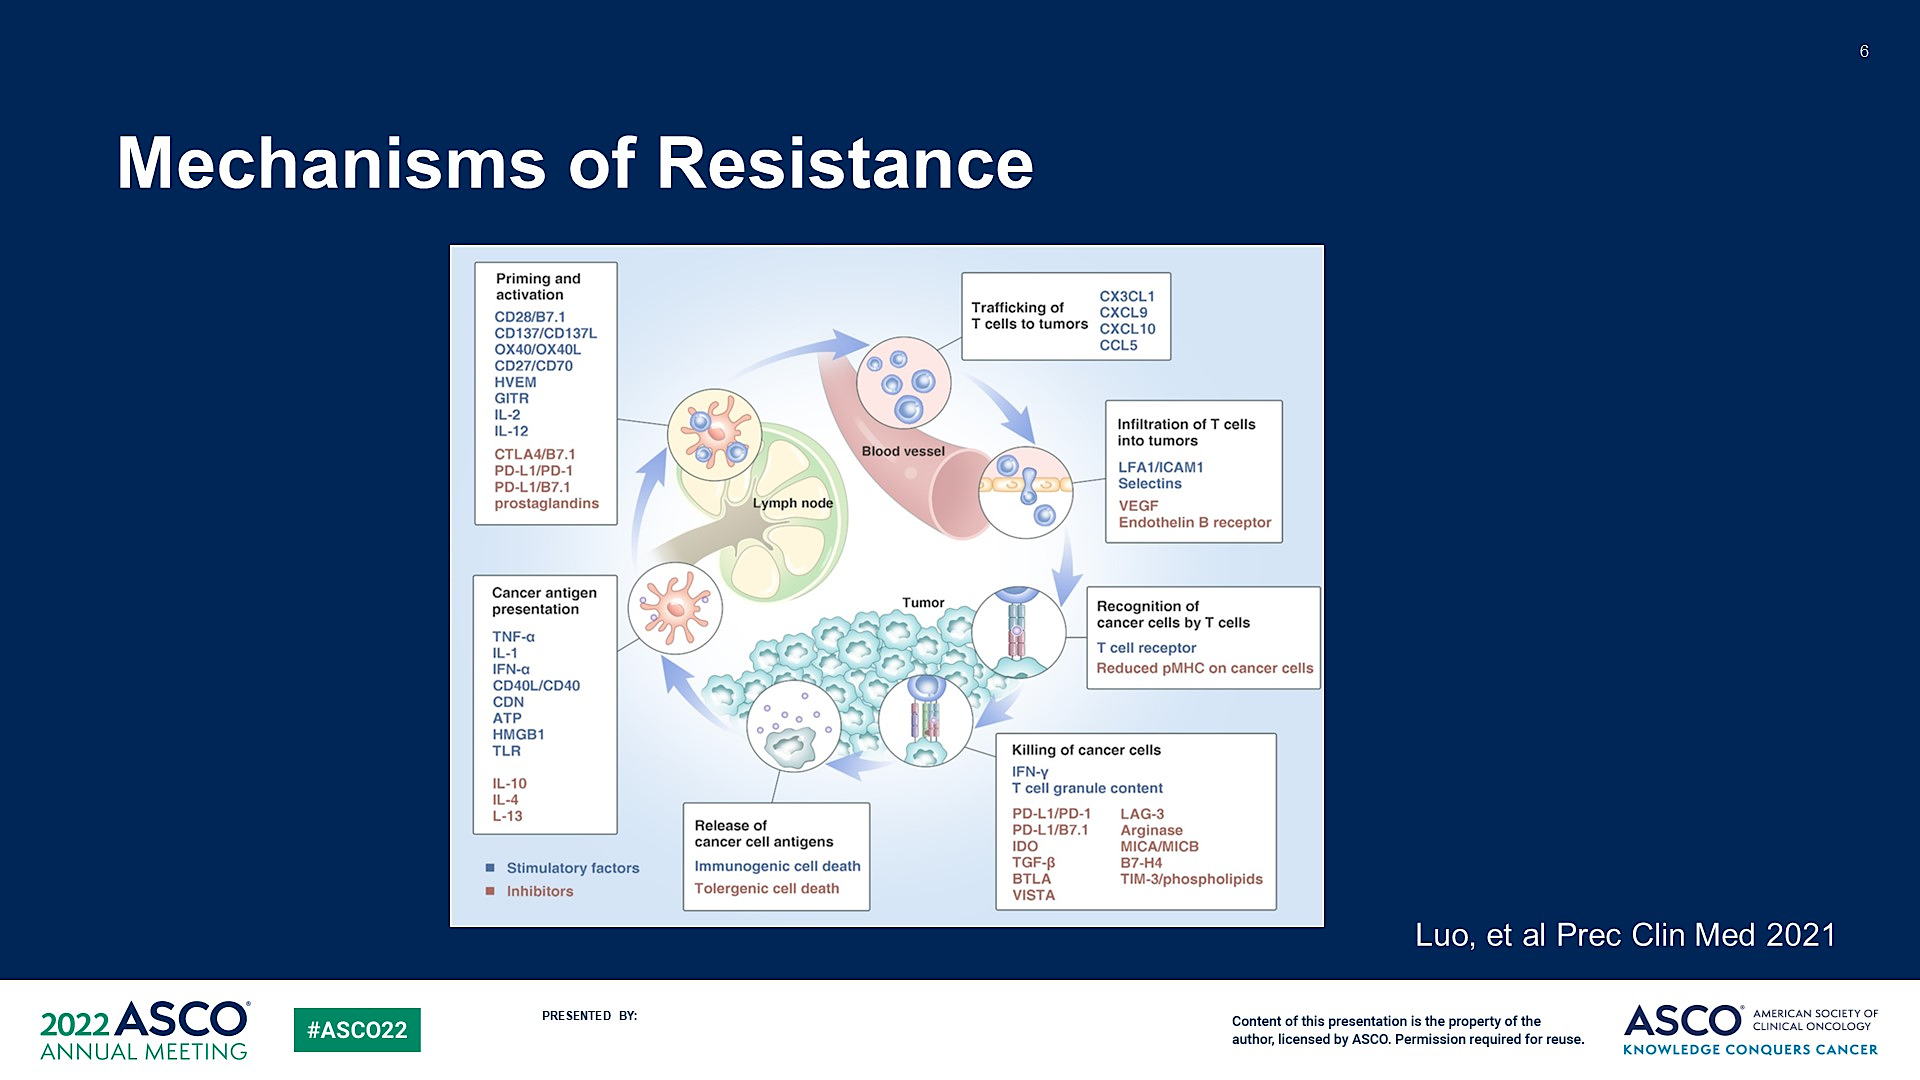 6
Mechanisms of Resistance
Priming and
activation
CD28/B7.1
CD137/CD137L
OX40/OX40L
CD27/CD70
HVEM
GITR
IL-2
IL-12
CTLA4/B7.1
PD-L1/PD-1
PD-L1/B7.1
prostaglandins
Trafficking of
T cells to tumors
CX3CL1
CXCL9
CXCL10
CCL5
Blood vessel
Infiltration of T cells
into tumors
LFA1/ICAM1
Selectins
VEGF
Endothelin B receptor
Lymph node
Cancer antigen
presentation
TNF-α
IL-1
IFN-α
CD40L/CD40
CDN
ATP
HMGB1
TLR
IL-10
IL-4
L-13
Tumor
Recognition of
cancer cells by T cells
T cell receptor
Reduced pMHC on cancer cells
Killing of cancer cells
IFN-γ
T cell granule content
PD-L1/PD-1 LAG-3
PD-L1/B7.1 Arginase
IDO MICA/MICB
TGF-β B7-H4
BTLA TIM-3/phospholipids
VISTA
Release of
cancer cell antigens
Immunogenic cell death
Tolergenic cell death
Stimulatory factors
Inhibitors
Luo, et al Prec Clin Med 2021
2022 ASCO®
ANNUAL MEETING
#ASCO22
PRESENTED BY:
Content of this presentation is the property of the
author, licensed by ASCO. Permission required for reuse.
ASCO® AMERICAN SOCIETY OF
CLINICAL ONCOLOGY
KNOWLEDGE CONQUERS CANCER